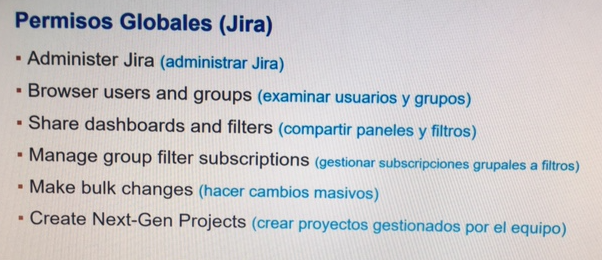 Permisos Globales (Jira)
▪ Administer Jira (administrar Jira)
▪ Browser users and groups (examinar usuarios y grupos)
▪ Share dashboards and filters (compartir paneles y filtros)
▪ Manage group filter subscriptions (gestionar subscripciones grupales a filtros)
▪ Make bulk changes (hacer cambios masivos)
▪ Create Next-Gen Projects (crear proyectos gestionados por el equipo)